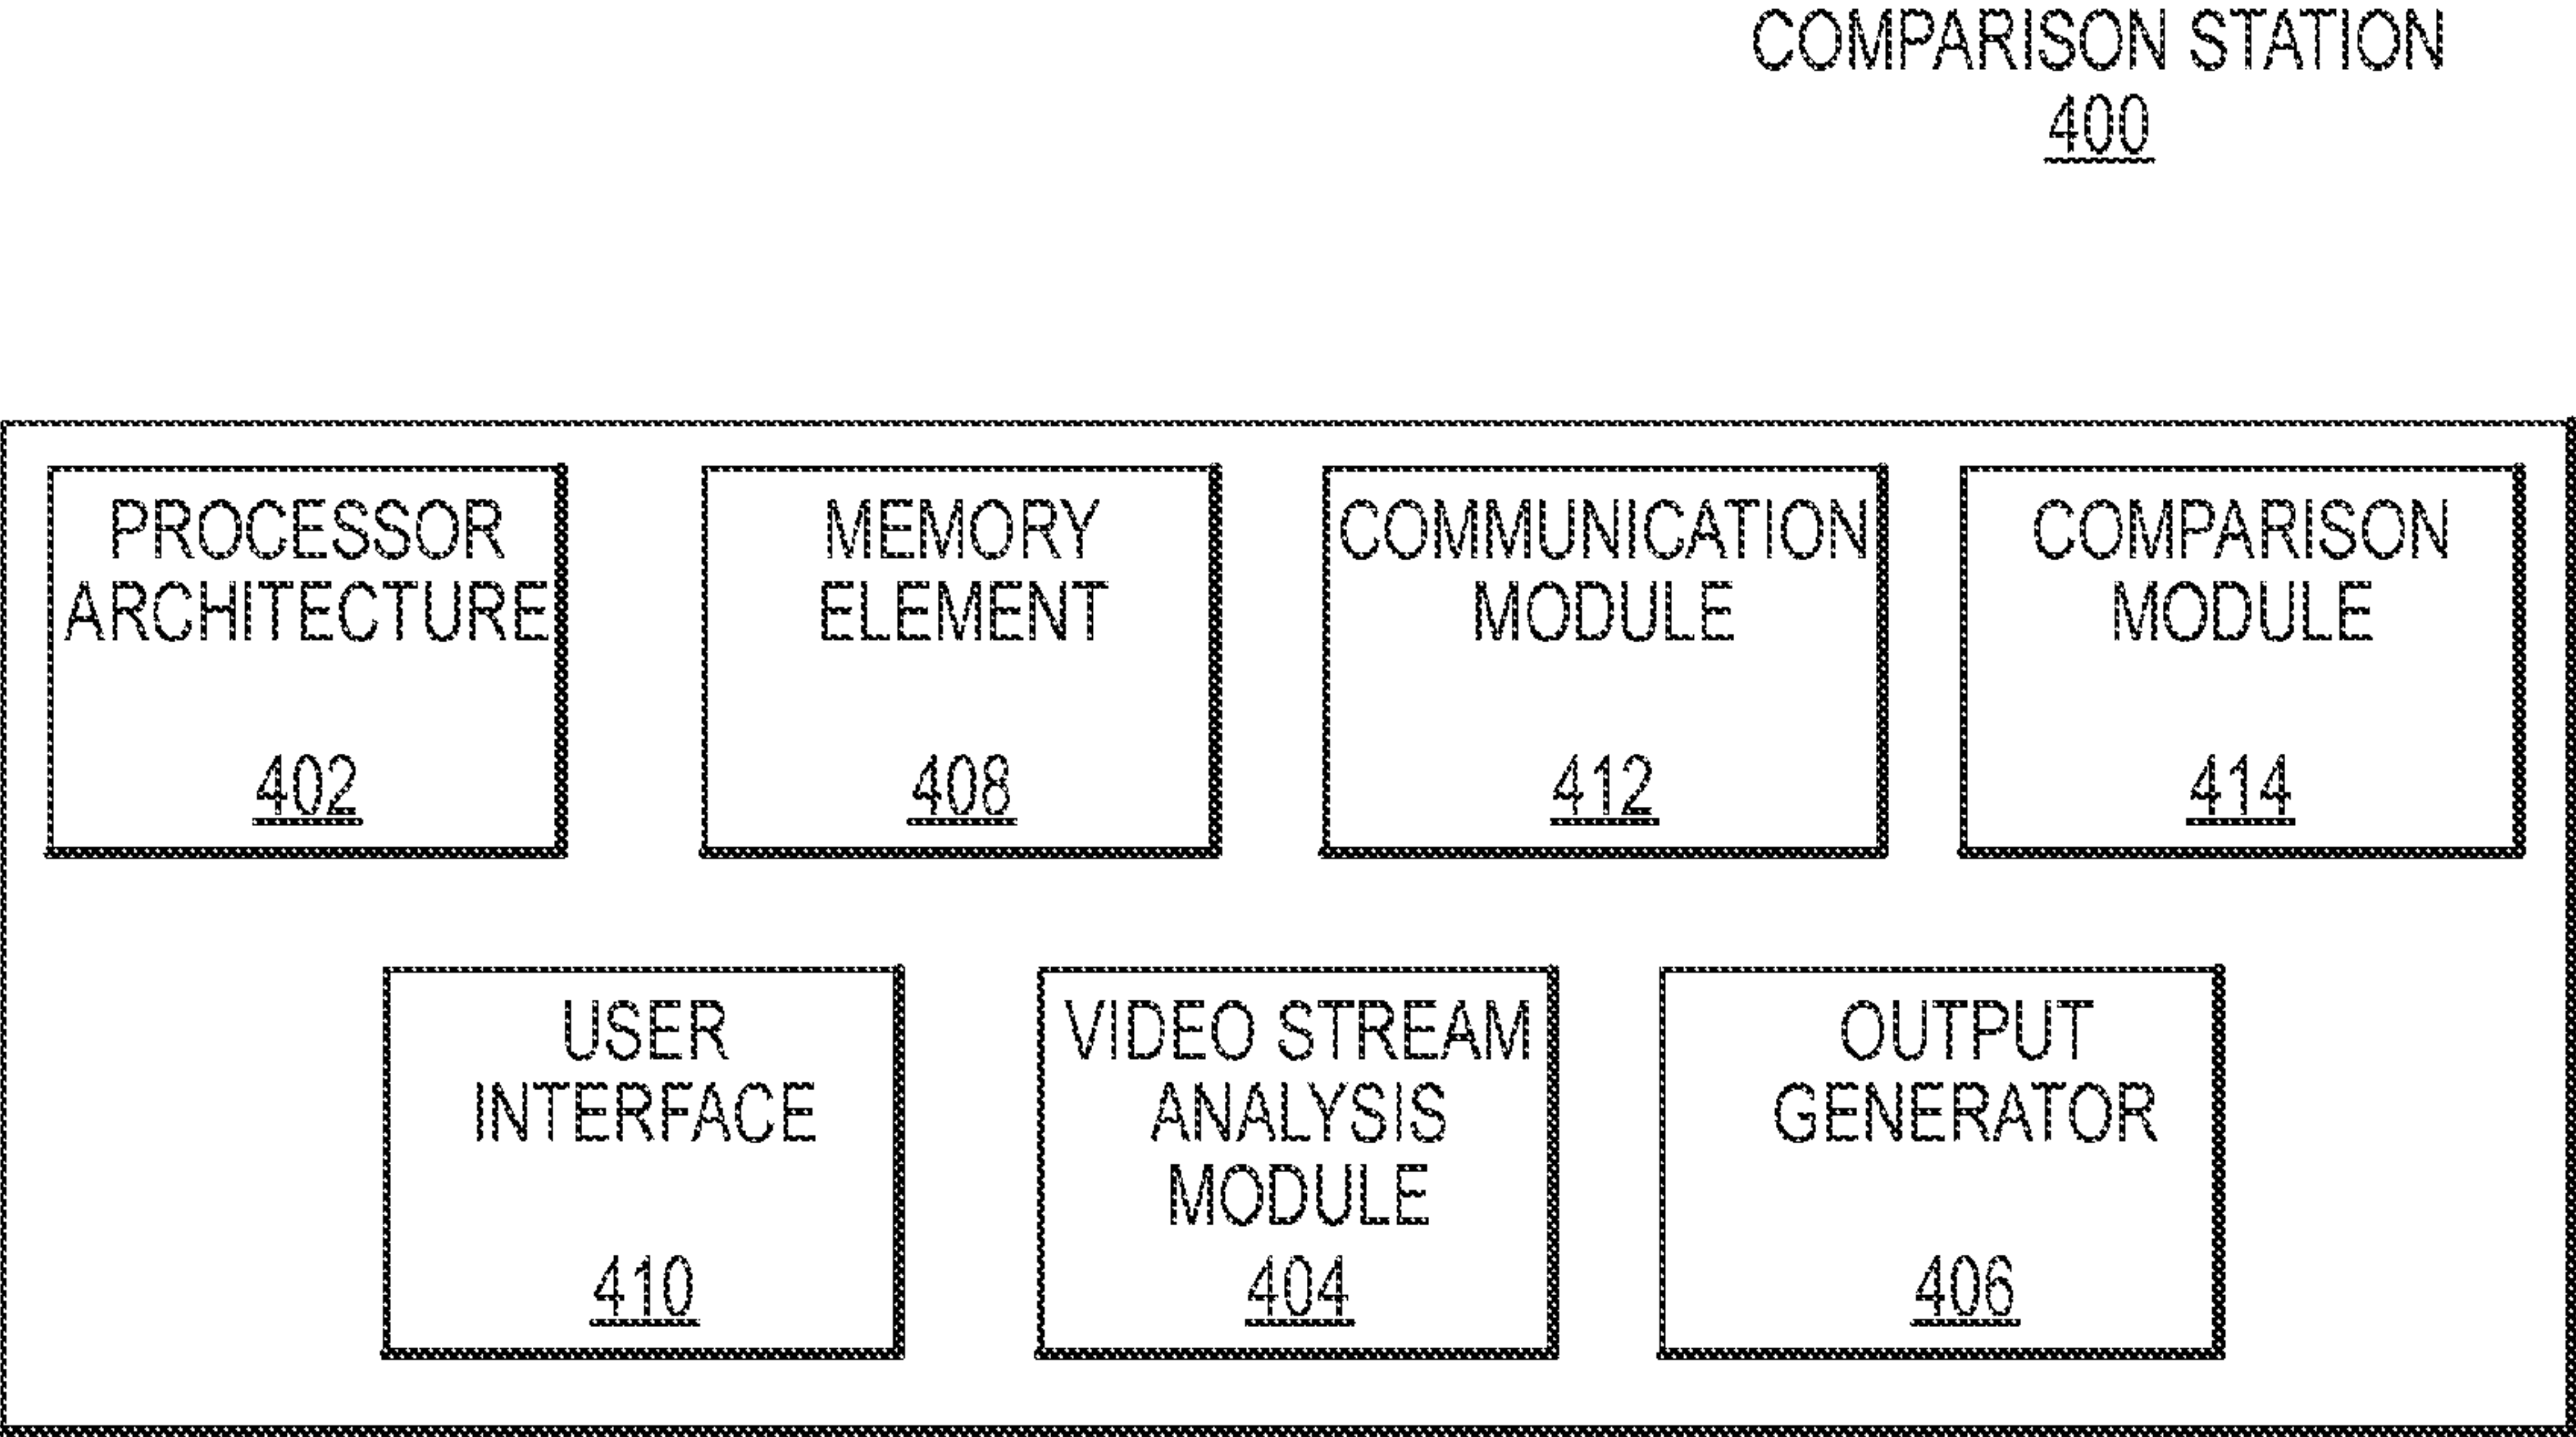 COMPARISON STATION
400
PROCESSOR
ARCHITECTURE
402
MEMORY
ELEMENT
408
COMMUNICATION
MODULE
412
COMPARISON
MODULE
414
USER
INTERFACE
410
VIDEO STREAM
ANALYSIS
MODULE
404
OUTPUT
GENERATOR
406